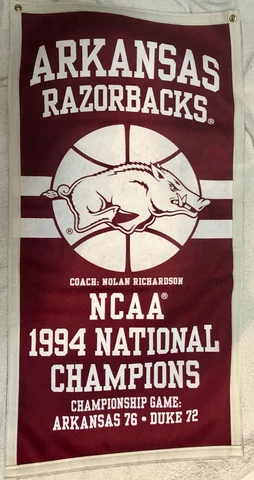 ARKANSAS
RAZORBACKS®
®
COACH: NOLAN RICHARDSON
NCAA®
1994 NATIONAL
CHAMPIONS
CHAMPIONSHIP GAME:
ARKANSAS 76 • DUKE 72